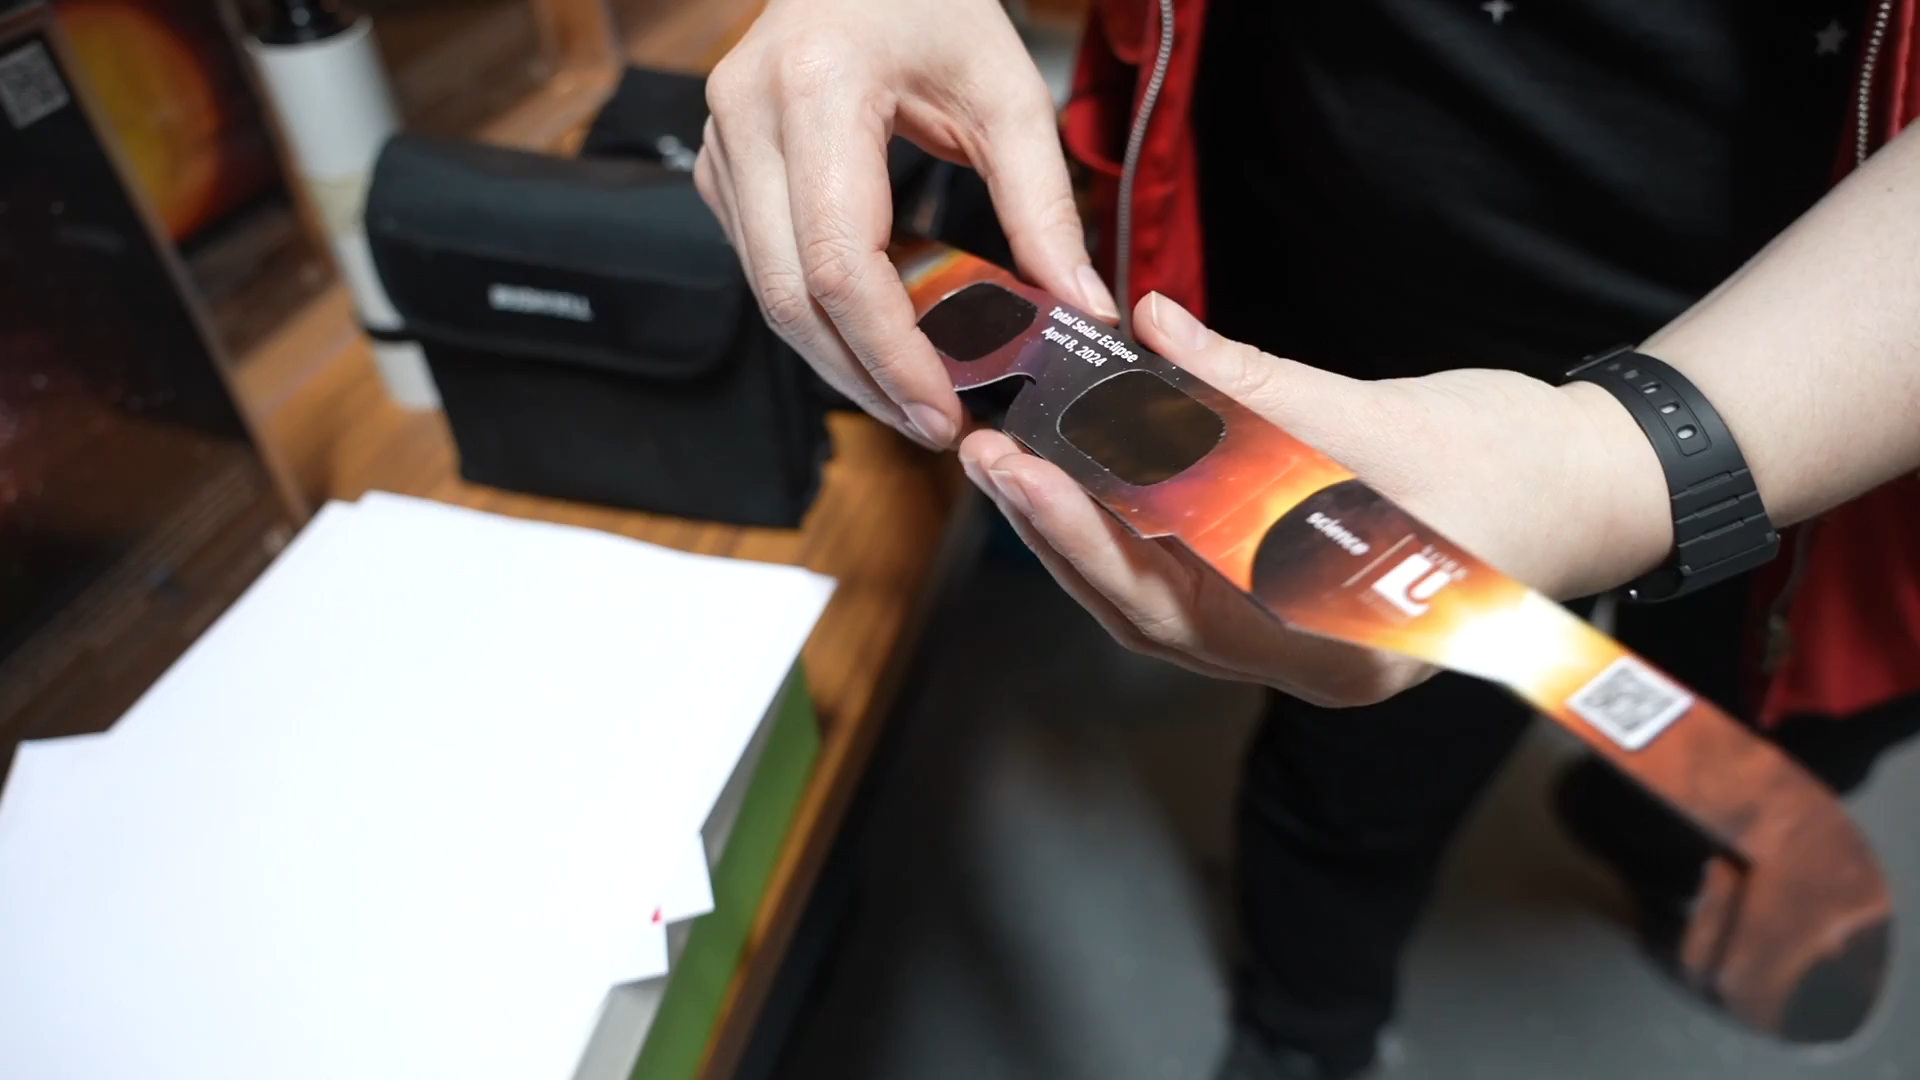 Total Solar Eclipse
April 8, 2024
science